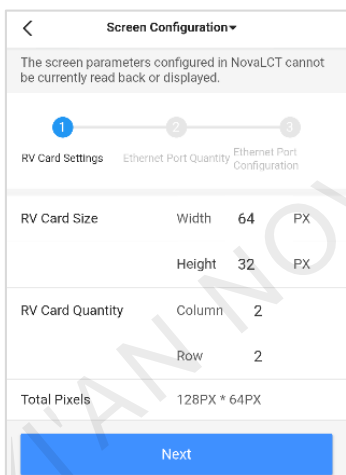 Screen Configuration
The screen parameters configured in NovaLCT cannot
be currently read back or displayed.
1 2 3
RV Card Settings Ethernet Port Quantity Ethernet Port
Configuration
RV Card Size Width 64 PX
Height 32 PX
RV Card Quantity Column 2
Row 2
Total Pixels 128PX * 64PX
Next